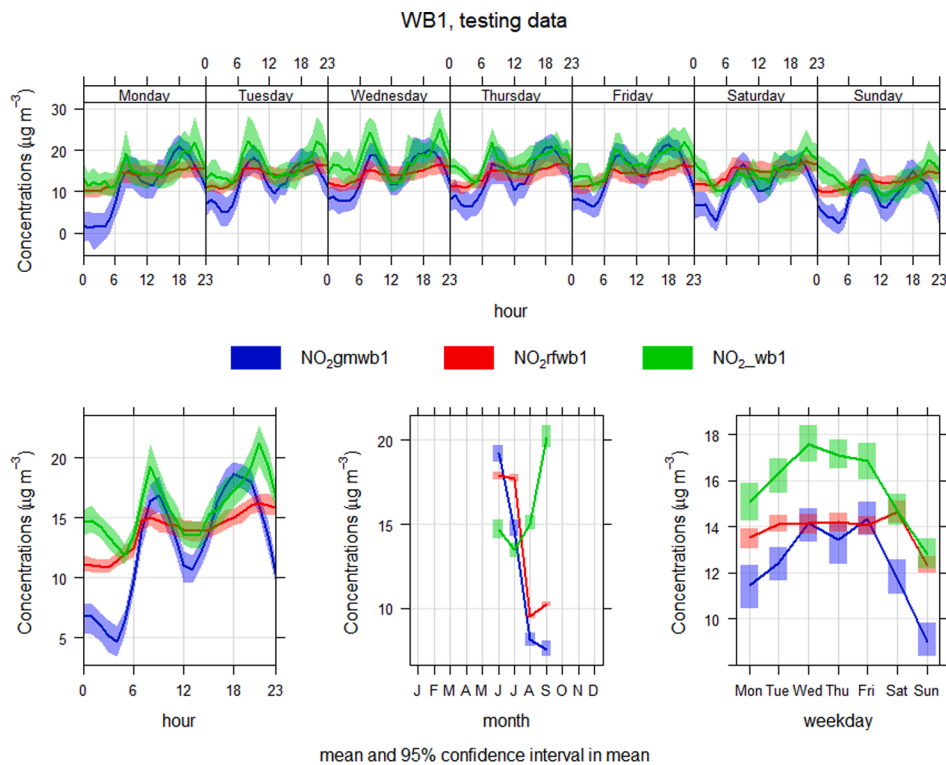 WB1, testing data
0 6 12 18 23 0 6 12 18 23 0 6 12 18 23
Monday Tuesday Wednesday Thursday Friday Saturday Sunday
Concentrations (µg m⁻³)
30
20
10
0
0 6 12 18 23 0 6 12 18 23 0 6 12 18 23 0 6 12 18 23
hour
NO₂gmwb1 NO₂rfwb1 NO₂_wb1
Concentrations (µg m⁻³)
20
15
10
5
0 6 12 18 23
hour
Concentrations (µg m⁻³)
20
15
10
J F M A M J J A S O N D
month
Concentrations (µg m⁻³)
18
16
14
12
10
Mon Tue Wed Thu Fri Sat Sun
weekday
mean and 95% confidence interval in mean